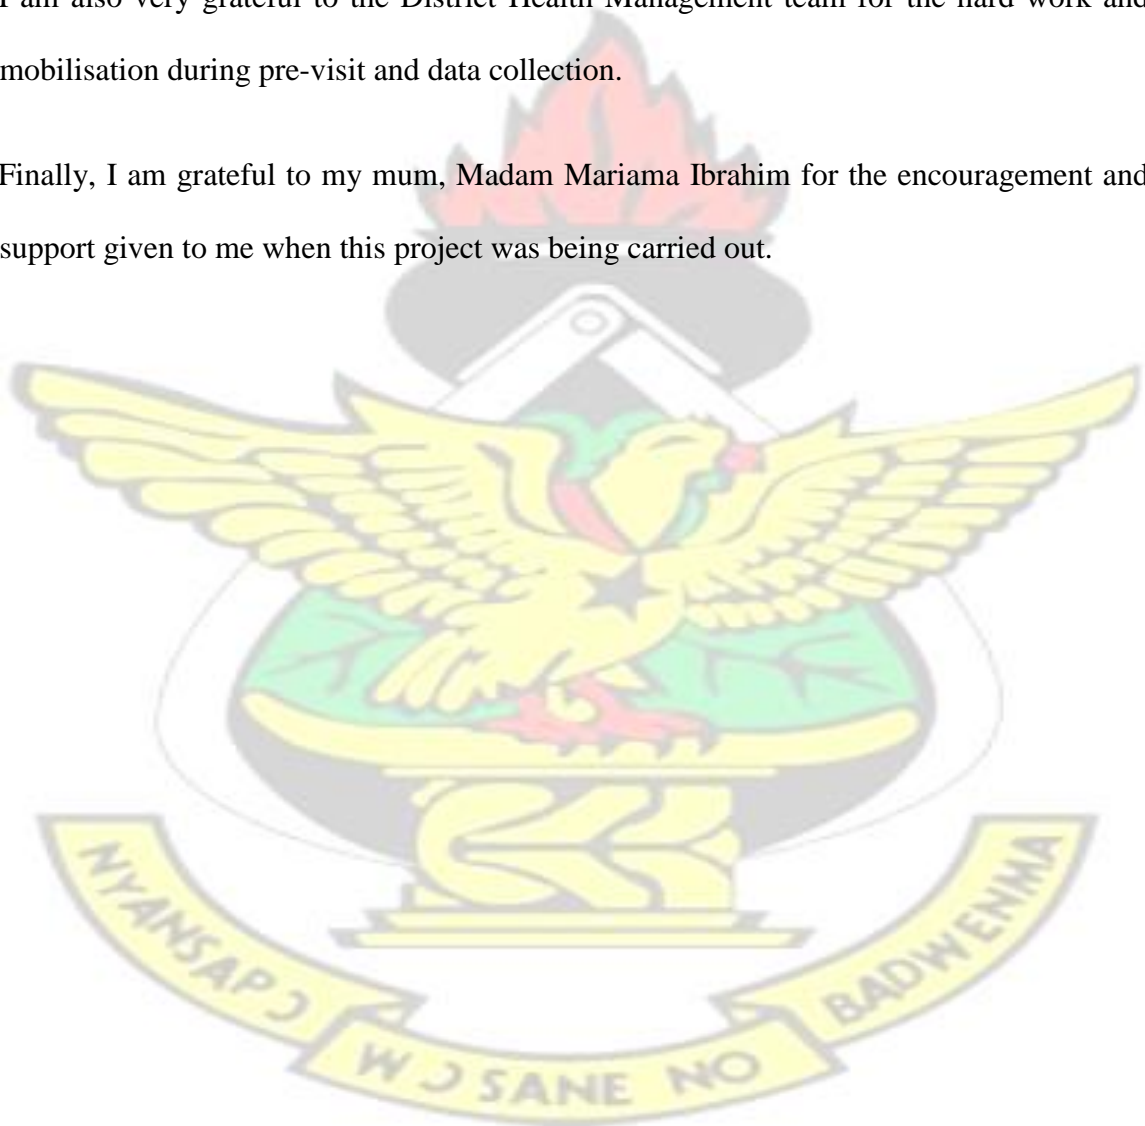 I am also very grateful to the District Health Management team for the hard work and
mobilisation during pre-visit and data collection.
Finally, I am grateful to my mum, Madam Mariama Ibrahim for the encouragement and
support given to me when this project was being carried out.
NYANSAPƆ
WƆ SANE NO
BADWENMA